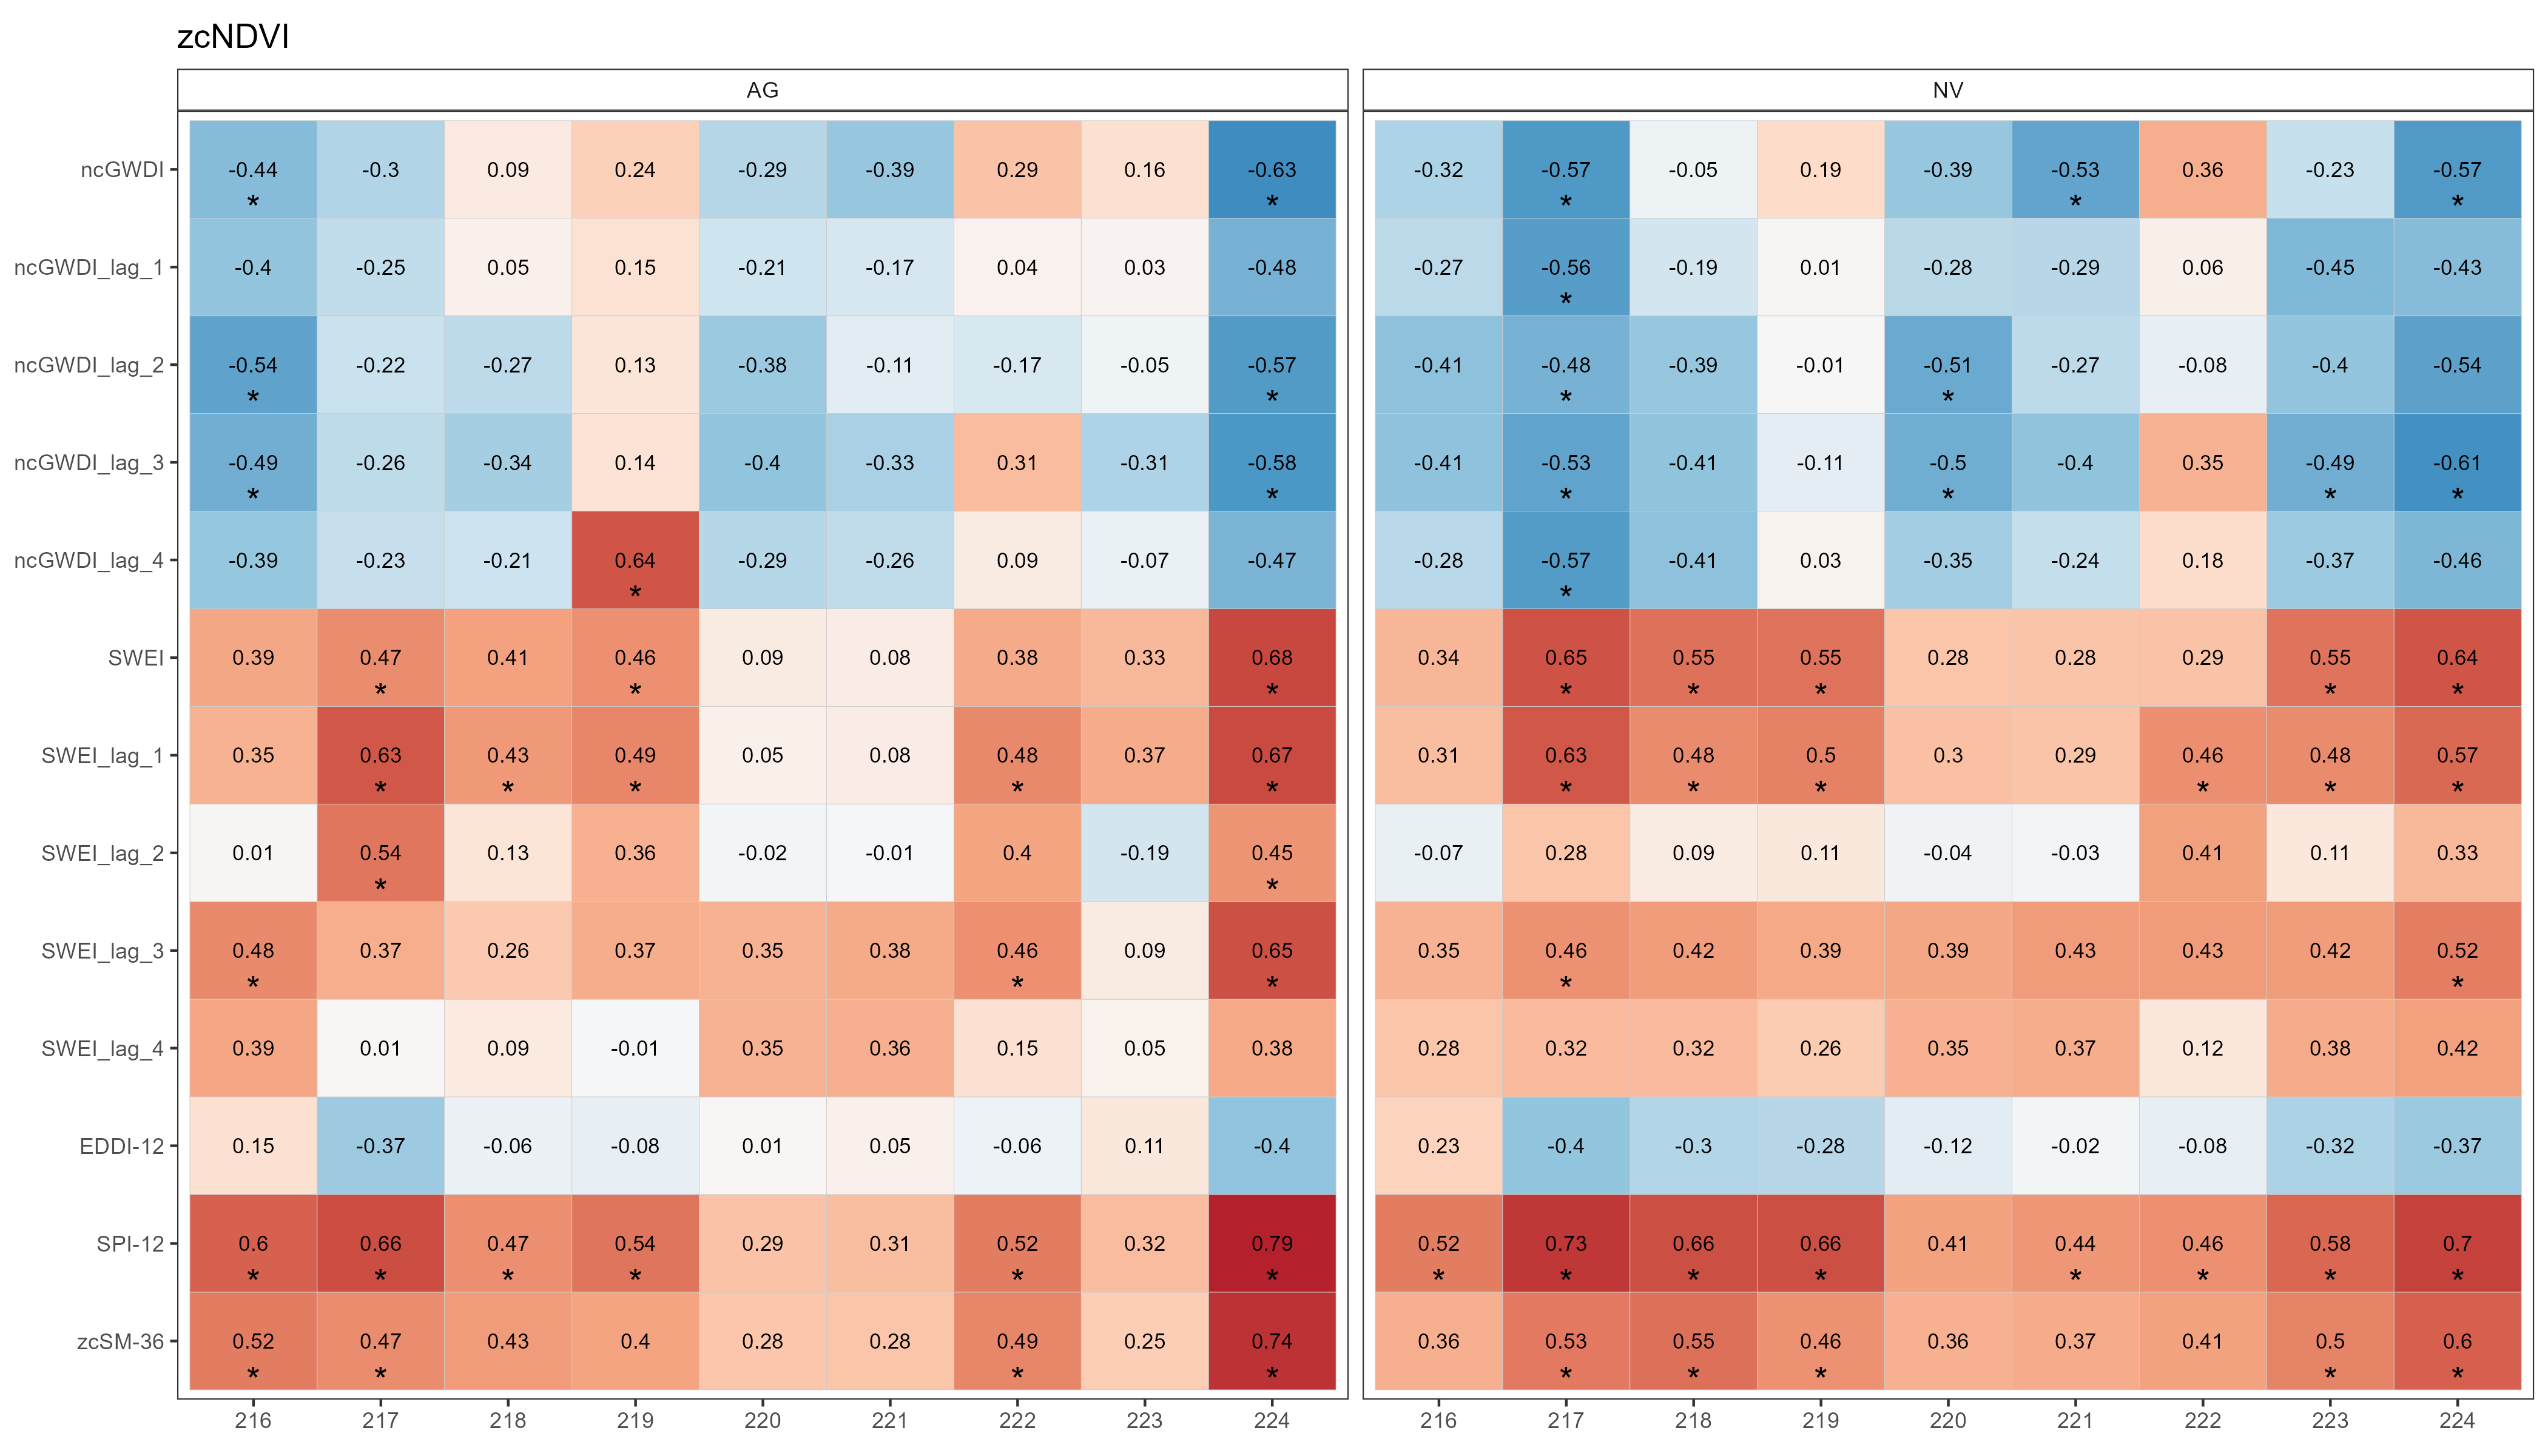 zcNDVI
AG NV
ncGWDI -0.44 -0.3 0.09 0.24 -0.29 -0.39 0.29 0.16 -0.63 -0.32 -0.57 -0.05 0.19 -0.39 -0.53 0.36 -0.23 -0.57
* * * * *
ncGWDI_lag_1 -0.4 -0.25 0.05 0.15 -0.21 -0.17 0.04 0.03 -0.48 -0.27 -0.56 -0.19 0.01 -0.28 -0.29 0.06 -0.45 -0.43
*
ncGWDI_lag_2 -0.54 -0.22 -0.27 0.13 -0.38 -0.11 -0.17 -0.05 -0.57 -0.41 -0.48 -0.39 -0.01 -0.51 -0.27 -0.08 -0.4 -0.54
* * * *
ncGWDI_lag_3 -0.49 -0.26 -0.34 0.14 -0.4 -0.33 0.31 -0.31 -0.58 -0.41 -0.53 -0.41 -0.11 -0.5 -0.4 0.35 -0.49 -0.61
* * * * * *
ncGWDI_lag_4 -0.39 -0.23 -0.21 0.64 -0.29 -0.26 0.09 -0.07 -0.47 -0.28 -0.57 -0.41 0.03 -0.35 -0.24 0.18 -0.37 -0.46
* *
SWEI 0.39 0.47 0.41 0.46 0.09 0.08 0.38 0.33 0.68 0.34 0.65 0.55 0.55 0.28 0.28 0.29 0.55 0.64
* * * * * * * *
SWEI_lag_1 0.35 0.63 0.43 0.49 0.05 0.08 0.48 0.37 0.67 0.31 0.63 0.48 0.5 0.3 0.29 0.46 0.48 0.57
* * * * * * * * * * *
SWEI_lag_2 0.01 0.54 0.13 0.36 -0.02 -0.01 0.4 -0.19 0.45 -0.07 0.28 0.09 0.11 -0.04 -0.03 0.41 0.11 0.33
* *
SWEI_lag_3 0.48 0.37 0.26 0.37 0.35 0.38 0.46 0.09 0.65 0.35 0.46 0.42 0.39 0.39 0.43 0.43 0.42 0.52
* * * * *
SWEI_lag_4 0.39 0.01 0.09 -0.01 0.35 0.36 0.15 0.05 0.38 0.28 0.32 0.32 0.26 0.35 0.37 0.12 0.38 0.42
EDDI-12 0.15 -0.37 -0.06 -0.08 0.01 0.05 -0.06 0.11 -0.4 0.23 -0.4 -0.3 -0.28 -0.12 -0.02 -0.08 -0.32 -0.37
SPI-12 0.6 0.66 0.47 0.54 0.29 0.31 0.52 0.32 0.79 0.52 0.73 0.66 0.66 0.41 0.44 0.46 0.58 0.7
* * * * * * * * * * * * * *
zcSM-36 0.52 0.47 0.43 0.4 0.28 0.28 0.49 0.25 0.74 0.36 0.53 0.55 0.46 0.36 0.37 0.41 0.5 0.6
* * * * * * * * *
216 217 218 219 220 221 222 223 224 216 217 218 219 220 221 222 223 224